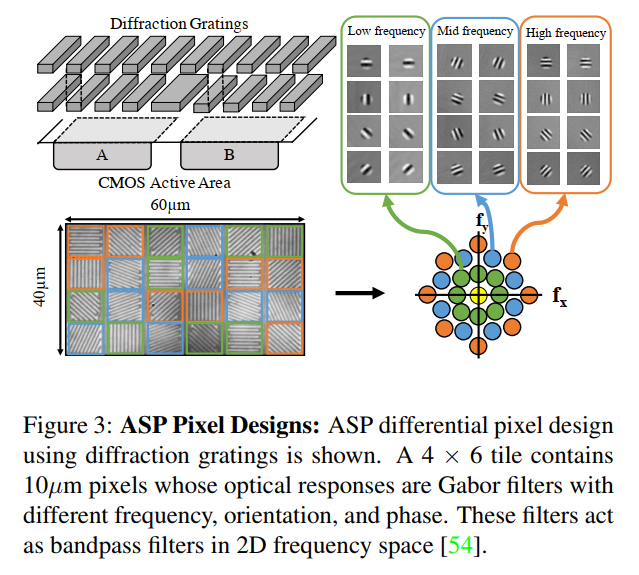 Diffraction Gratings
A
B
CMOS Active Area
60μm
40μm
Low frequency
Mid frequency
High frequency
f_y
f_x
Figure 3: ASP Pixel Designs: ASP differential pixel design
using diffraction gratings is shown. A 4 × 6 tile contains
10μm pixels whose optical responses are Gabor filters with
different frequency, orientation, and phase. These filters act
as bandpass filters in 2D frequency space [54].